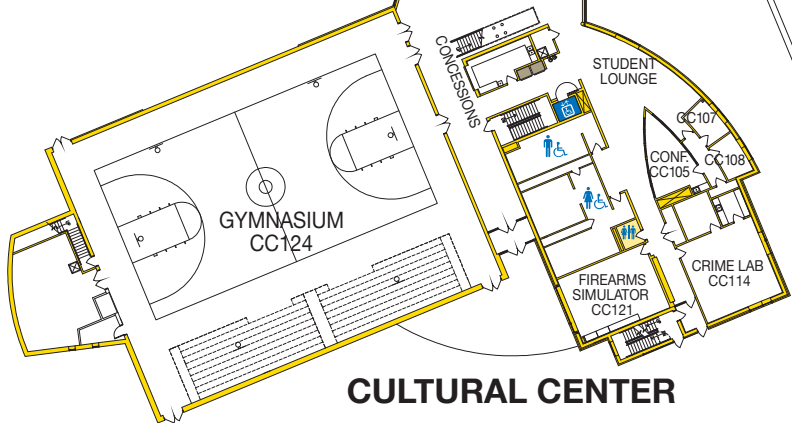 CONCESSIONS
STUDENT
LOUNGE
CC107
CONF.
CC105
CC108
GYMNASIUM
CC124
FIREARMS
SIMULATOR
CC121
CRIME LAB
CC114
CULTURAL CENTER